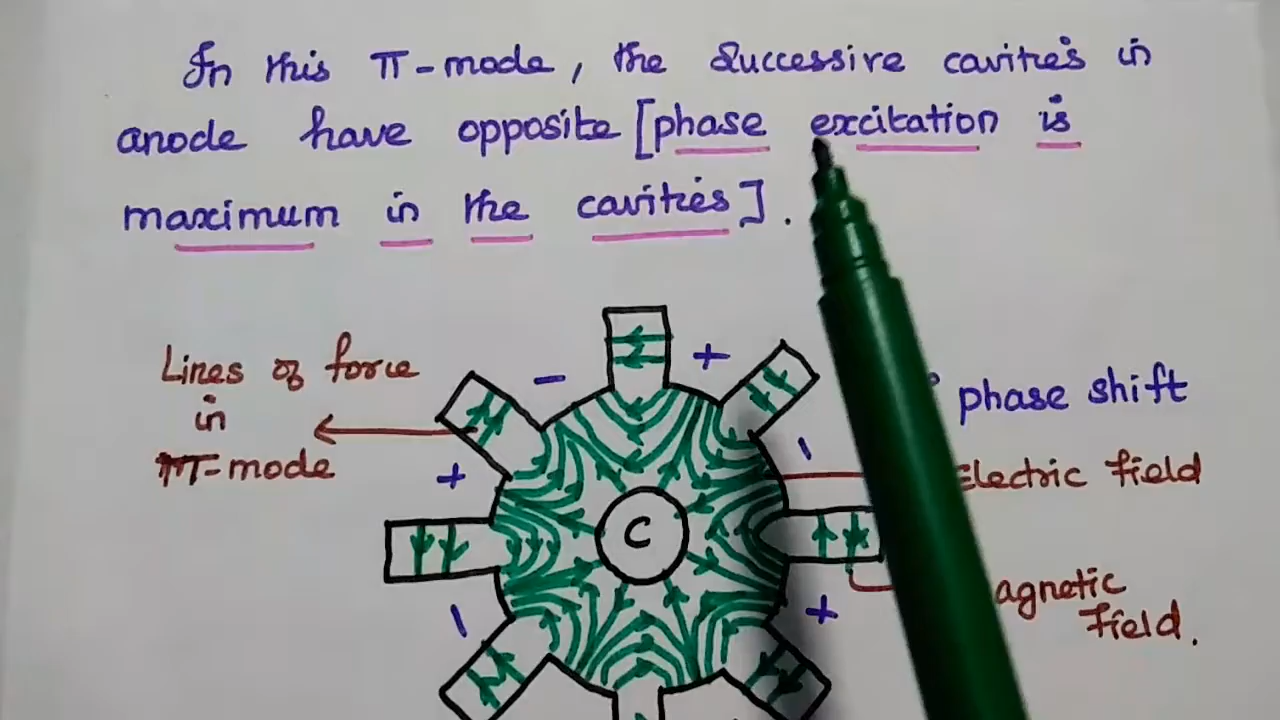 In this π-mode, the Successive cavities in
anode have opposite [phase excitation is
maximum in the cavities].
Lines of force
in
π-mode
phase shift
Electric field
agnetic
field.
+
-
+
-
+
-
C